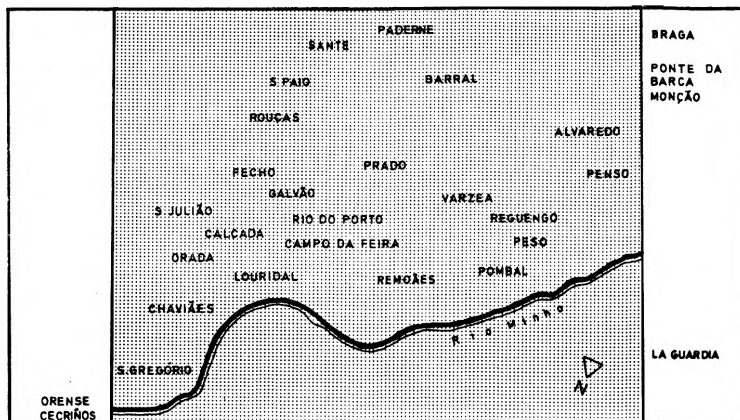 PADERNE
SANTE
BRAGA
S PAIO
BARRAL
PONTE DA
BARCA
MONÇÃO
ROUÇAS
ALVAREDO
FECHO
PRADO
PENSO
GALVÃO
VARZEA
S JULIÃO
RIO DO PORTO
REGUENGO
CALÇADA
CAMPO DA FEIRA
PESO
ORADA
LOURIDAL
REMOÃES
POMBAL
CHAVIÃES
Rio Minho
S.GREGÓRIO
LA GUARDIA
N
ORENSE
CECRIÑOS